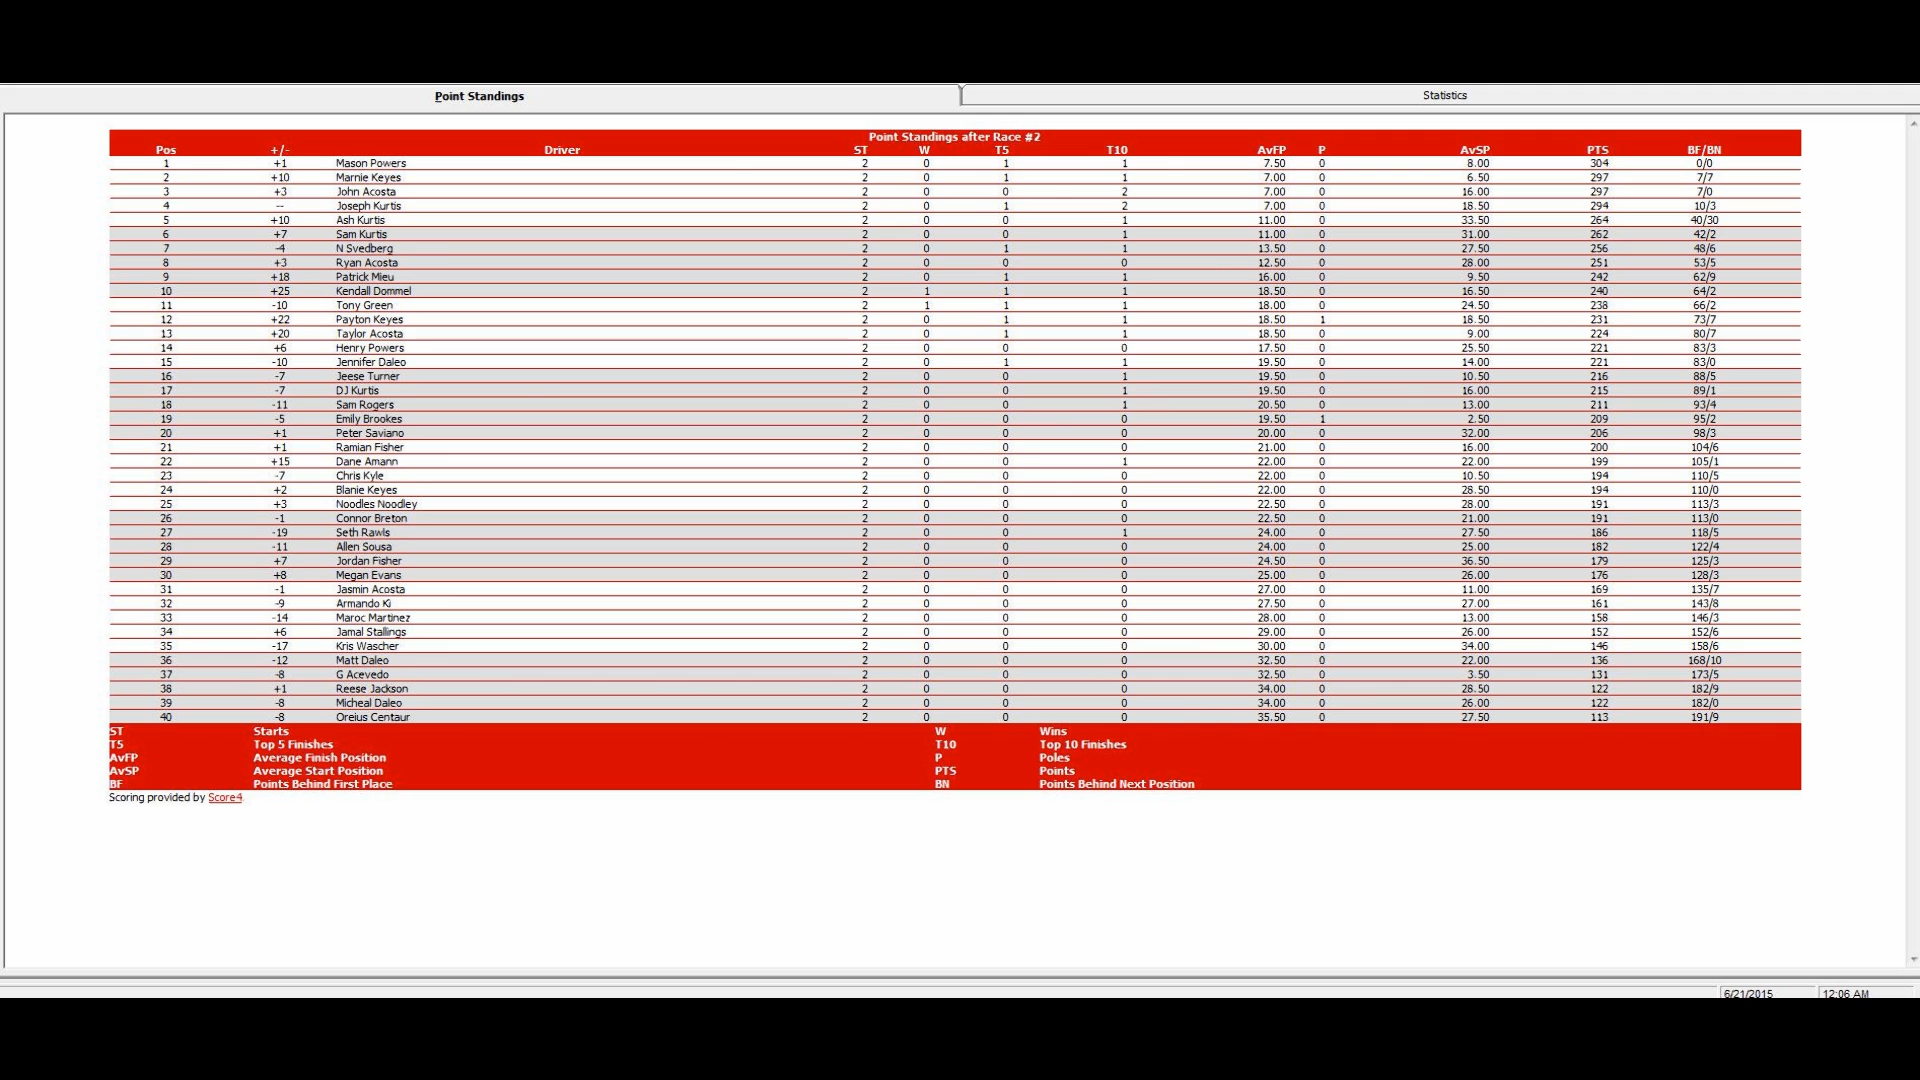 Point Standings Statistics
Point Standings after Race #2
Pos +/- Driver ST W T5 T10 AvFP P AvSP PTS BF/BN
1 +1 Mason Powers 2 0 1 1 7.50 0 8.00 304 0/0
2 +10 Marnie Keyes 2 0 1 1 7.00 0 6.50 297 7/7
3 +3 John Acosta 2 0 0 2 7.00 0 16.00 297 7/0
4 -- Joseph Kurtis 2 0 1 2 7.00 0 18.50 294 10/3
5 +10 Ash Kurtis 2 0 0 1 11.00 0 33.50 264 40/30
6 +7 Sam Kurtis 2 0 0 1 11.00 0 31.00 262 42/2
7 -4 N Svedberg 2 0 1 1 13.50 0 27.50 256 48/6
8 +3 Ryan Acosta 2 0 0 0 12.50 0 28.00 251 53/5
9 +18 Patrick Mieu 2 0 1 1 16.00 0 9.50 242 62/9
10 +25 Kendall Dommel 2 1 1 1 18.50 0 16.50 240 64/2
11 -10 Tony Green 2 1 1 1 18.00 0 24.50 238 66/2
12 +22 Payton Keyes 2 0 1 1 18.50 1 18.50 231 73/7
13 +20 Taylor Acosta 2 0 1 1 18.50 0 9.00 224 80/7
14 +6 Henry Powers 2 0 0 0 17.50 0 25.50 221 83/3
15 -10 Jennifer Daleo 2 0 1 1 19.50 0 14.00 221 83/0
16 -7 Jeese Turner 2 0 0 1 19.50 0 10.50 216 88/5
17 -7 DJ Kurtis 2 0 0 1 19.50 0 16.00 215 89/1
18 -11 Sam Rogers 2 0 0 1 20.50 0 13.00 211 93/4
19 -5 Emily Brookes 2 0 0 0 19.50 1 2.50 209 95/2
20 +1 Peter Saviano 2 0 0 0 20.00 0 32.00 206 98/3
21 +1 Ramian Fisher 2 0 0 0 21.00 0 16.00 200 104/6
22 +15 Dane Amann 2 0 0 1 22.00 0 22.00 199 105/1
23 -7 Chris Kyle 2 0 0 0 22.00 0 10.50 194 110/5
24 +2 Blanie Keyes 2 0 0 0 22.00 0 28.50 194 110/0
25 +3 Noodles Noodley 2 0 0 0 22.50 0 28.00 191 113/3
26 -1 Connor Breton 2 0 0 0 22.50 0 21.00 191 113/0
27 -19 Seth Rawls 2 0 0 1 24.00 0 27.50 186 118/5
28 -11 Allen Sousa 2 0 0 0 24.00 0 25.00 182 122/4
29 +7 Jordan Fisher 2 0 0 0 24.50 0 36.50 179 125/3
30 +8 Megan Evans 2 0 0 0 25.00 0 26.00 176 128/3
31 -1 Jasmin Acosta 2 0 0 0 27.00 0 11.00 169 135/7
32 -9 Armando Ki 2 0 0 0 27.50 0 27.00 161 143/8
33 -14 Maroc Martinez 2 0 0 0 28.00 0 13.00 158 146/3
34 +6 Jamal Stallings 2 0 0 0 29.00 0 26.00 152 152/6
35 -17 Kris Wascher 2 0 0 0 30.00 0 34.00 146 158/6
36 -12 Matt Daleo 2 0 0 0 32.50 0 22.00 136 168/10
37 -8 G Acevedo 2 0 0 0 32.50 0 3.50 131 173/5
38 +1 Reese Jackson 2 0 0 0 34.00 0 28.50 122 182/9
39 -8 Micheal Daleo 2 0 0 0 34.00 0 26.00 122 182/0
40 -8 Oreius Centaur 2 0 0 0 35.50 0 27.50 113 191/9
ST Starts W Wins
T5 Top 5 Finishes T10 Top 10 Finishes
AvFP Average Finish Position P Poles
AvSP Average Start Position PTS Points
BF Points Behind First Place BN Points Behind Next Position
Scoring provided by Score4
6/21/2015 12:06 AM